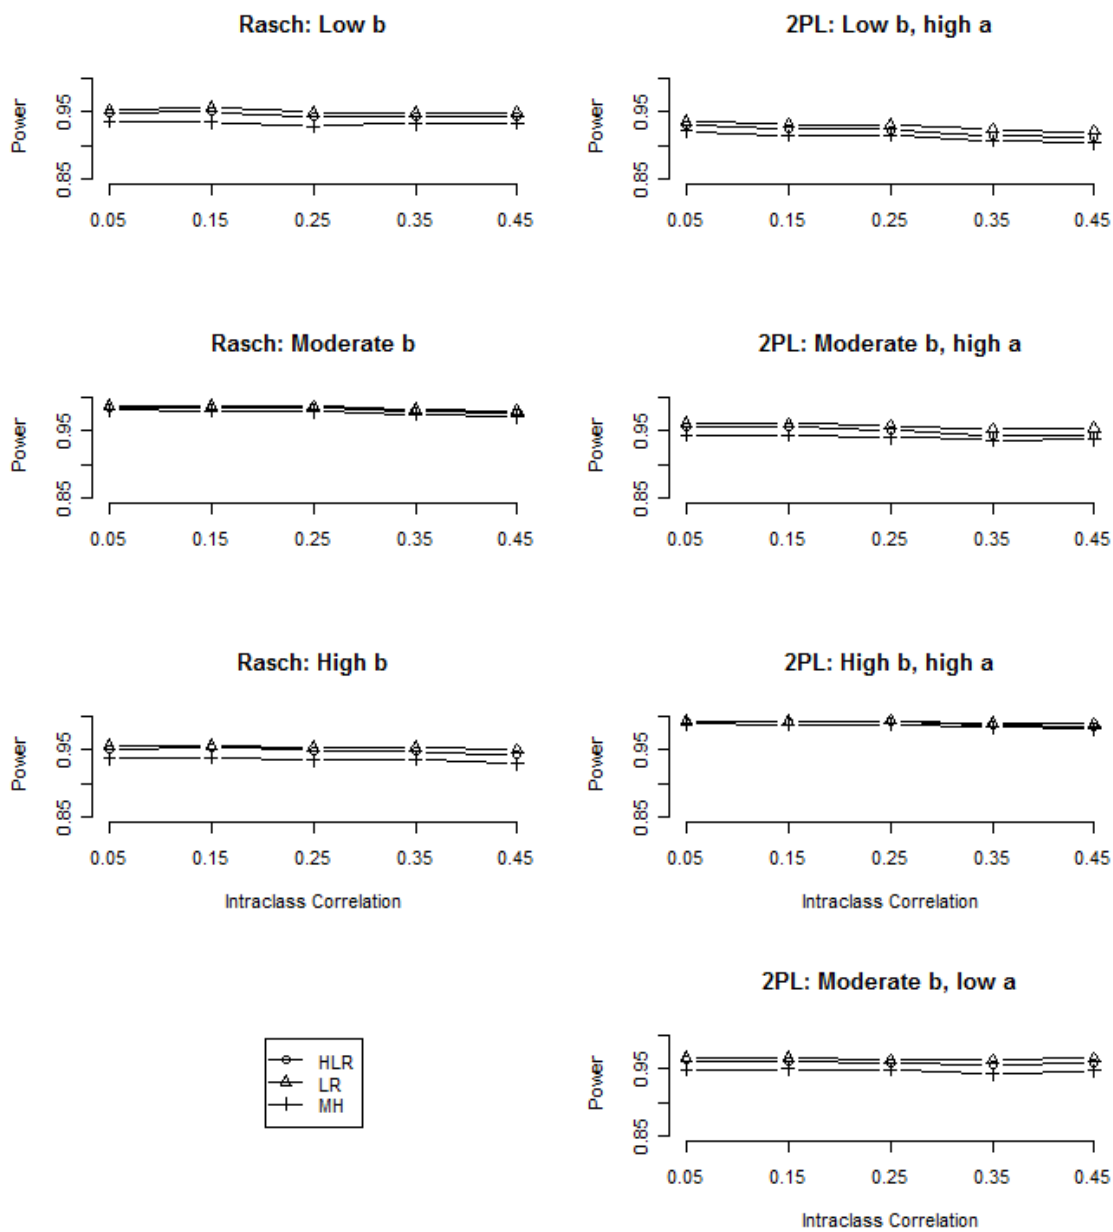 Rasch: Low b
Power
0.95
0.85
0.05 0.15 0.25 0.35 0.45
2PL: Low b, high a
Power
0.95
0.85
0.05 0.15 0.25 0.35 0.45
Rasch: Moderate b
Power
0.95
0.85
0.05 0.15 0.25 0.35 0.45
2PL: Moderate b, high a
Power
0.95
0.85
0.05 0.15 0.25 0.35 0.45
Rasch: High b
Power
0.95
0.85
0.05 0.15 0.25 0.35 0.45
Intraclass Correlation
2PL: High b, high a
Power
0.95
0.85
0.05 0.15 0.25 0.35 0.45
Intraclass Correlation
HLR
LR
MH
2PL: Moderate b, low a
Power
0.95
0.85
0.05 0.15 0.25 0.35 0.45
Intraclass Correlation